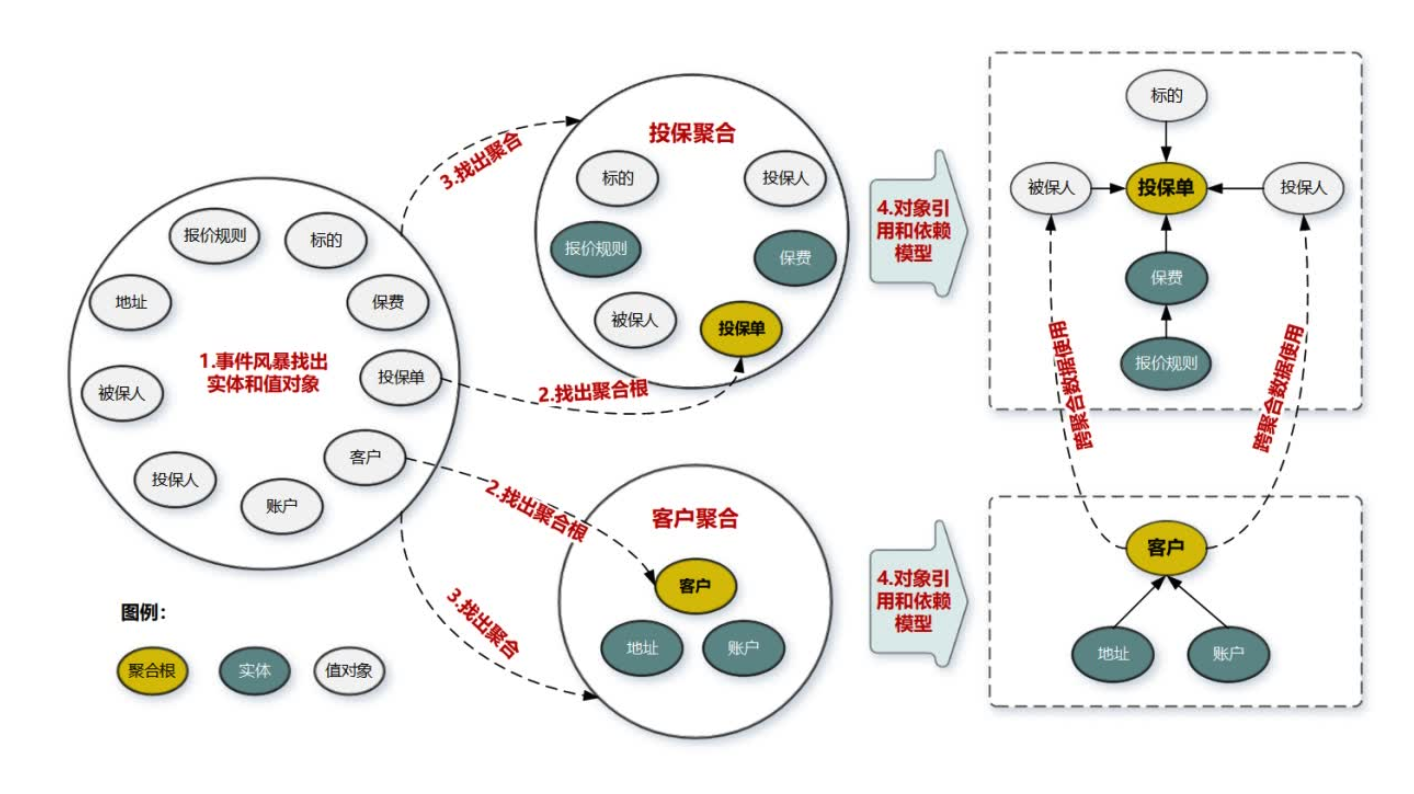 报价规则
标的
地址
保费
1.事件风暴找出
实体和值对象
投保单
被保人
客户
投保人
账户
图例：
聚合根
实体
值对象
3.找出聚合
2.找出聚合根
2.找出聚合根
3.找出聚合
投保聚合
标的
投保人
报价规则
保费
被保人
投保单
客户聚合
客户
地址
账户
4.对象引
用和依赖
模型
4.对象引
用和依赖
模型
标的
被保人
投保单
投保人
保费
报价规则
跨聚合数据使用
跨聚合数据使用
客户
地址
账户